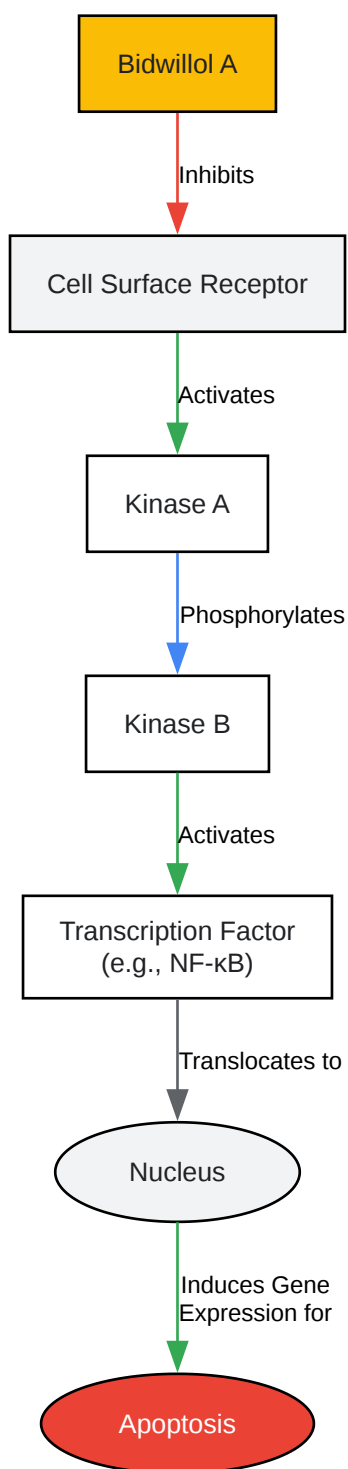 Bidwillol A
Inhibits
Cell Surface Receptor
Activates
Kinase A
Phosphorylates
Kinase B
Activates
Transcription Factor
(e.g., NF-κB)
Translocates to
Nucleus
Induces Gene
Expression for
Apoptosis